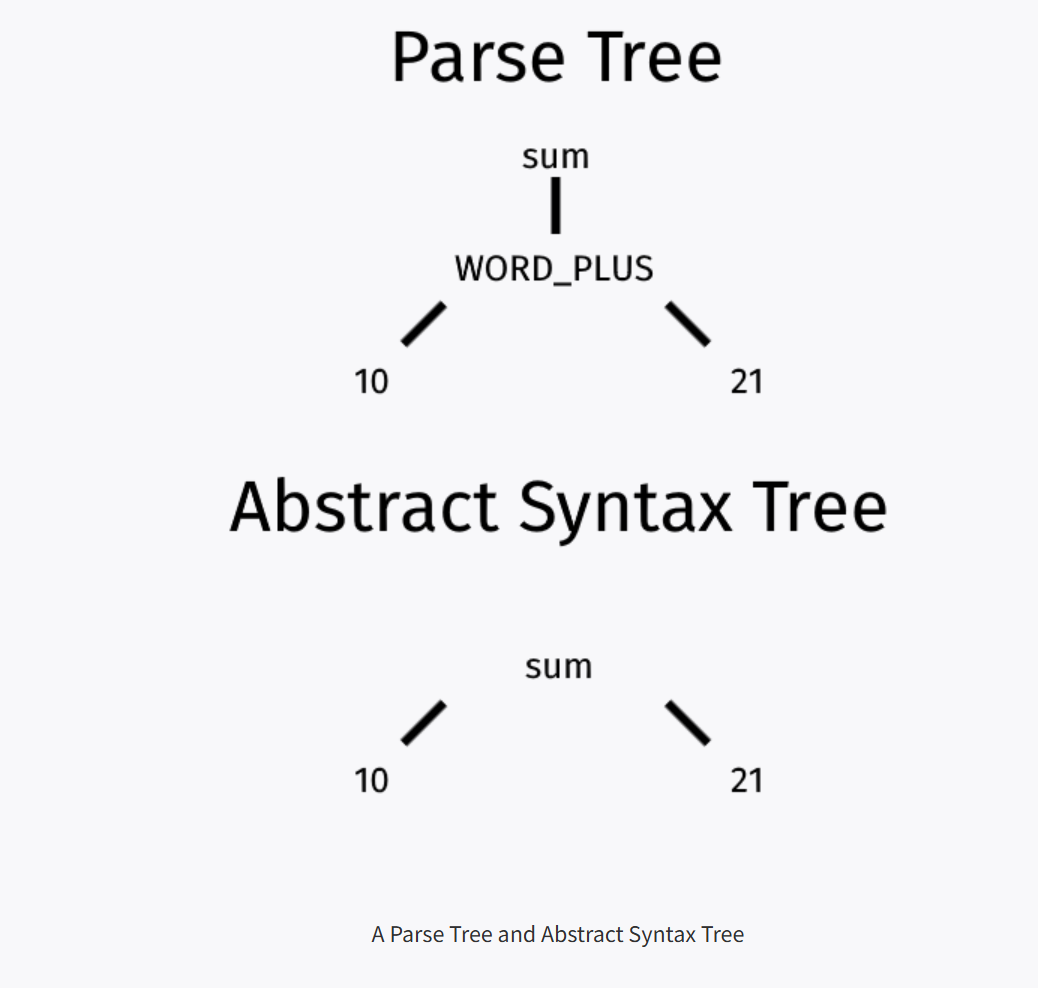 Parse Tree
sum
WORD_PLUS
10 21
Abstract Syntax Tree
sum
10 21
A Parse Tree and Abstract Syntax Tree